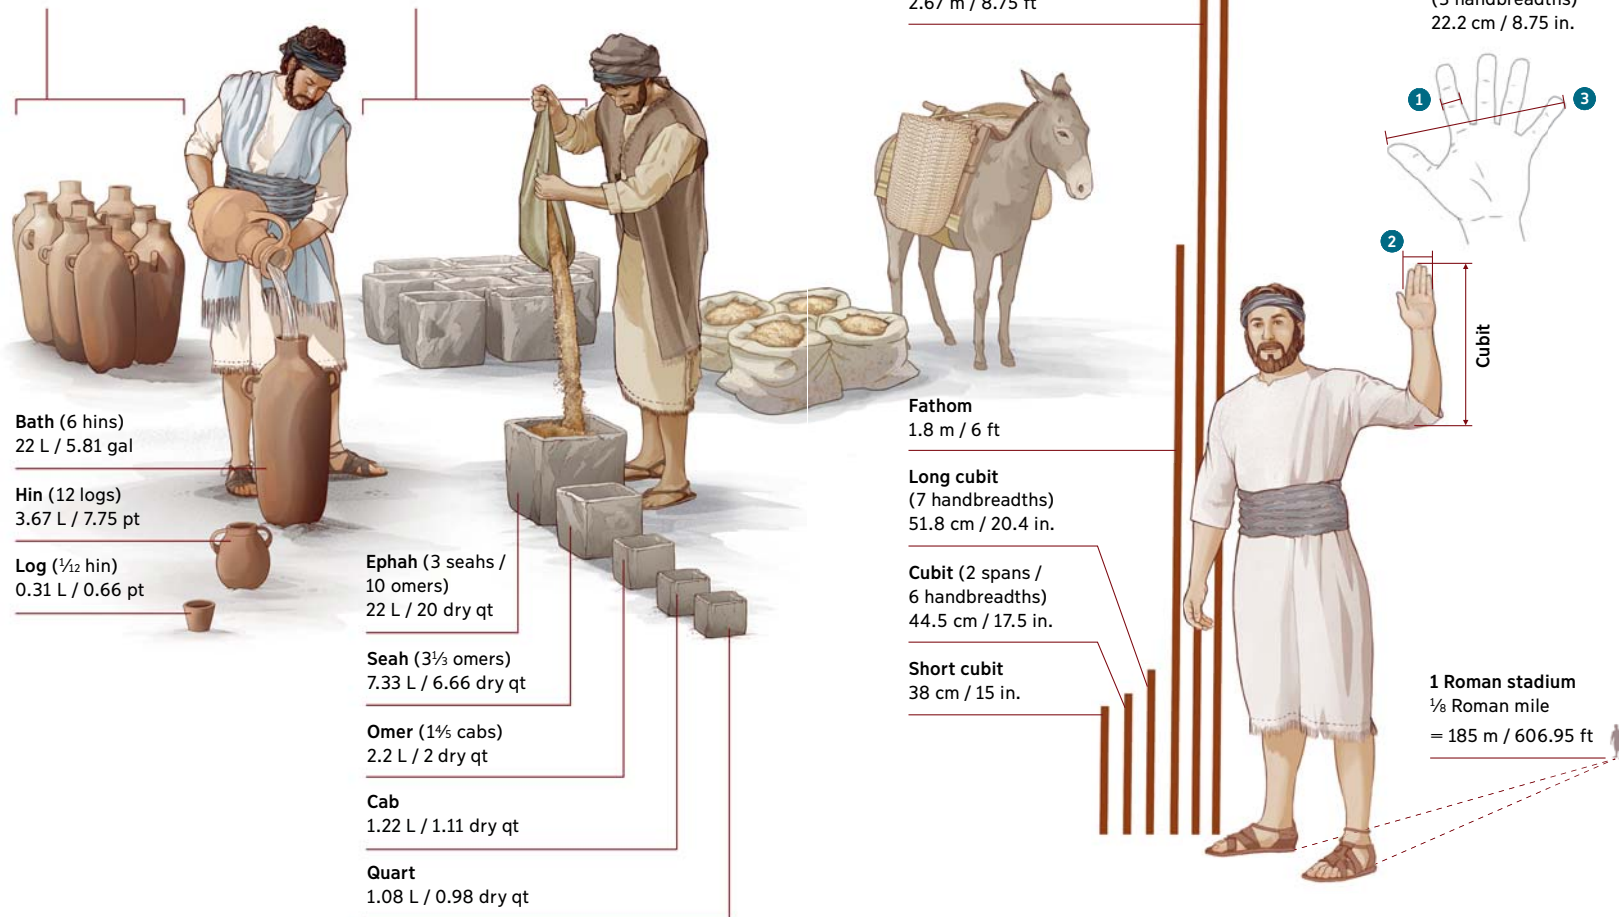 Bath (6 hins)
22 L / 5.81 gal
Hin (12 logs)
3.67 L / 7.75 pt
Log (1⁄12 hin)
0.31 L / 0.66 pt
Ephah (3 seahs /
10 omers)
22 L / 20 dry qt
Seah (3⅓ omers)
7.33 L / 6.66 dry qt
Omer (1⅘ cabs)
2.2 L / 2 dry qt
Cab
1.22 L / 1.11 dry qt
Quart
1.08 L / 0.98 dry qt
2.67 m / 8.75 ft
Fathom
1.8 m / 6 ft
Long cubit
(7 handbreadths)
51.8 cm / 20.4 in.
Cubit (2 spans /
6 handbreadths)
44.5 cm / 17.5 in.
Short cubit
38 cm / 15 in.
(3 handbreadths)
22.2 cm / 8.75 in.
1
3
2
Cubit
1 Roman stadium
⅛ Roman mile
= 185 m / 606.95 ft